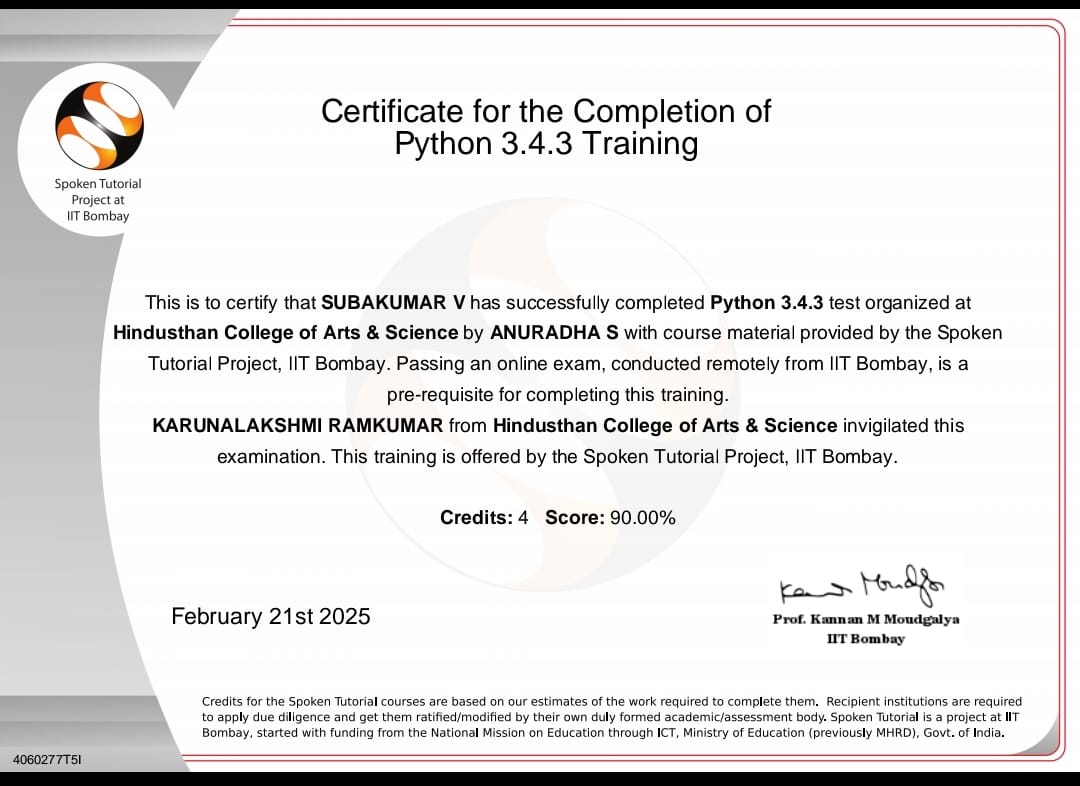 Certificate for the Completion of
Python 3.4.3 Training
Spoken Tutorial
Project at
IIT Bombay
This is to certify that SUBAKUMAR V has successfully completed Python 3.4.3 test organized at
Hindusthan College of Arts & Science by ANURADHA S with course material provided by the Spoken
Tutorial Project, IIT Bombay. Passing an online exam, conducted remotely from IIT Bombay, is a
pre-requisite for completing this training.
KARUNALAKSHMI RAMKUMAR from Hindusthan College of Arts & Science invigilated this
examination. This training is offered by the Spoken Tutorial Project, IIT Bombay.
Credits: 4 Score: 90.00%
February 21st 2025
Kannan Moudgalya
Prof. Kannan M Moudgalya
IIT Bombay
Credits for the Spoken Tutorial courses are based on our estimates of the work required to complete them. Recipient institutions are required
to apply due diligence and get them ratified/modified by their own duly formed academic/assessment body. Spoken Tutorial is a project at IIT
Bombay, started with funding from the National Mission on Education through ICT, Ministry of Education (previously MHRD), Govt. of India.
4060277T5I